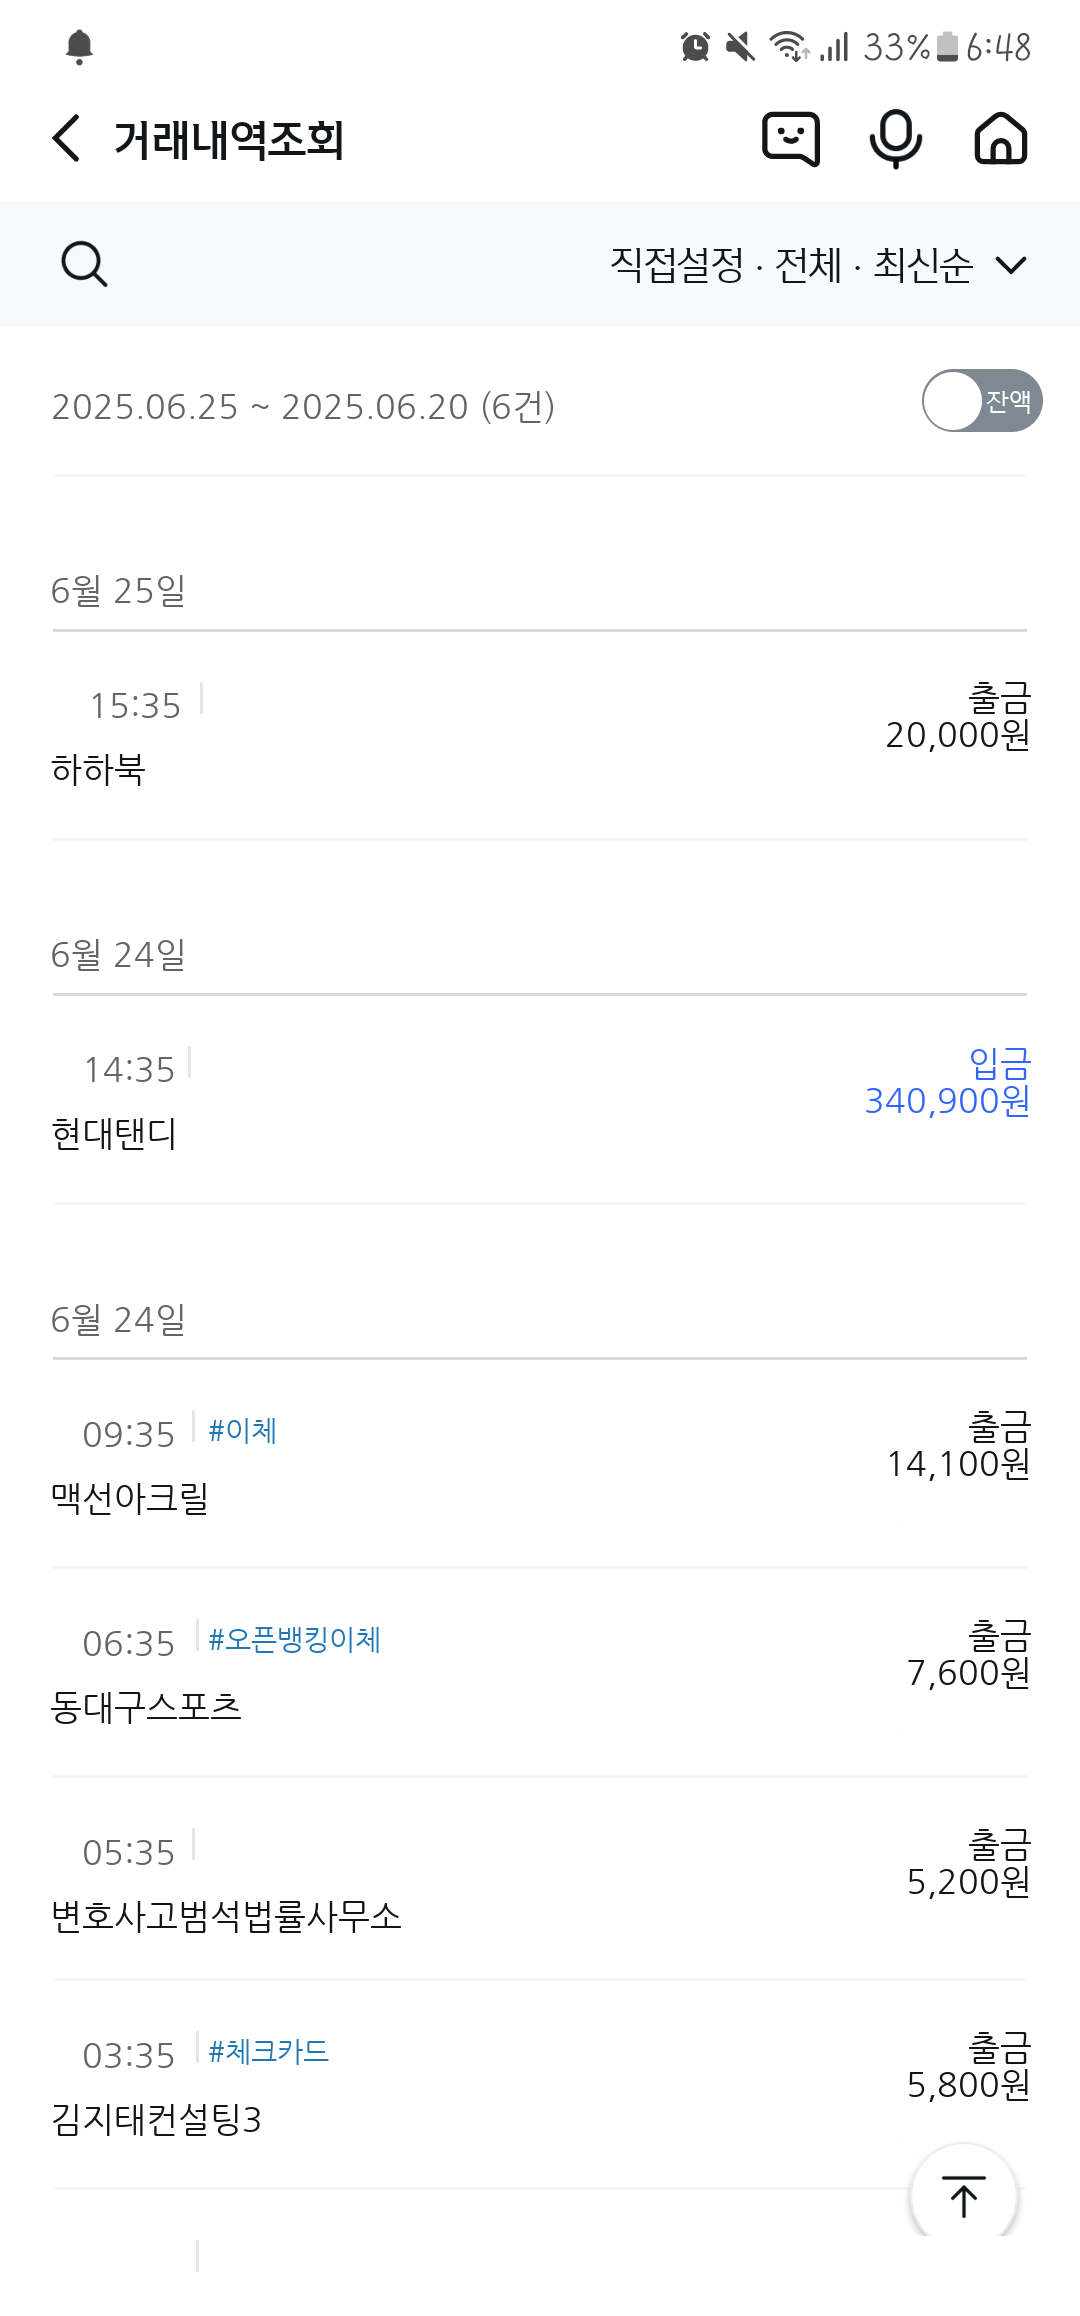 33% 6:48
거래내역조회
직접설정 · 전체 · 최신순
2025.06.25 ~ 2025.06.20 (6건)
잔액
6월 25일
15:35
출금
20,000원
하하북
6월 24일
14:35
입금
340,900원
현대탠디
6월 24일
09:35 #이체
출금
14,100원
맥선아크릴
06:35 #오픈뱅킹이체
출금
7,600원
동대구스포츠
05:35
출금
5,200원
변호사고범석법률사무소
03:35 #체크카드
출금
5,800원
김지태컨설팅3